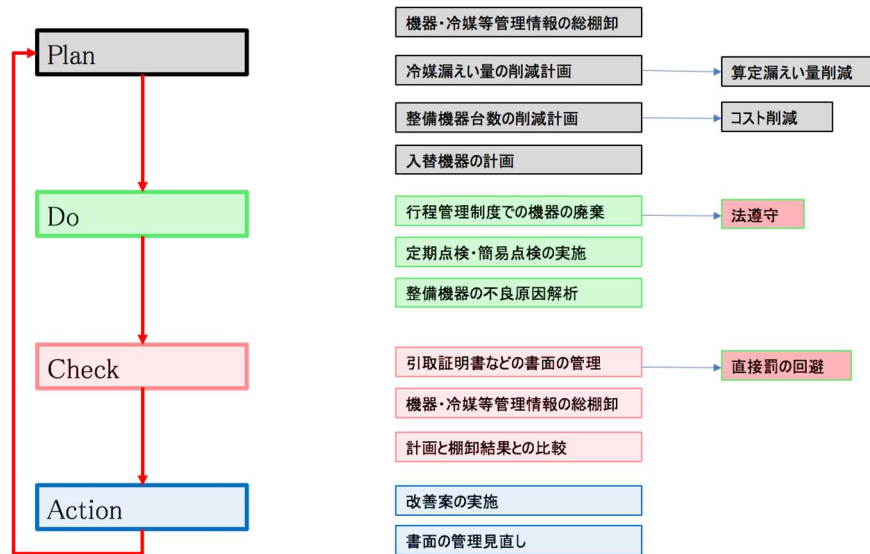 Plan
機器・冷媒等管理情報の総棚卸
冷媒漏えい量の削減計画
算定漏えい量削減
整備機器台数の削減計画
コスト削減
入替機器の計画
Do
行程管理制度での機器の廃棄
法遵守
定期点検・簡易点検の実施
整備機器の不良原因解析
Check
引取証明書などの書面の管理
直接罰の回避
機器・冷媒等管理情報の総棚卸
計画と棚卸結果との比較
Action
改善案の実施
書面の管理見直し